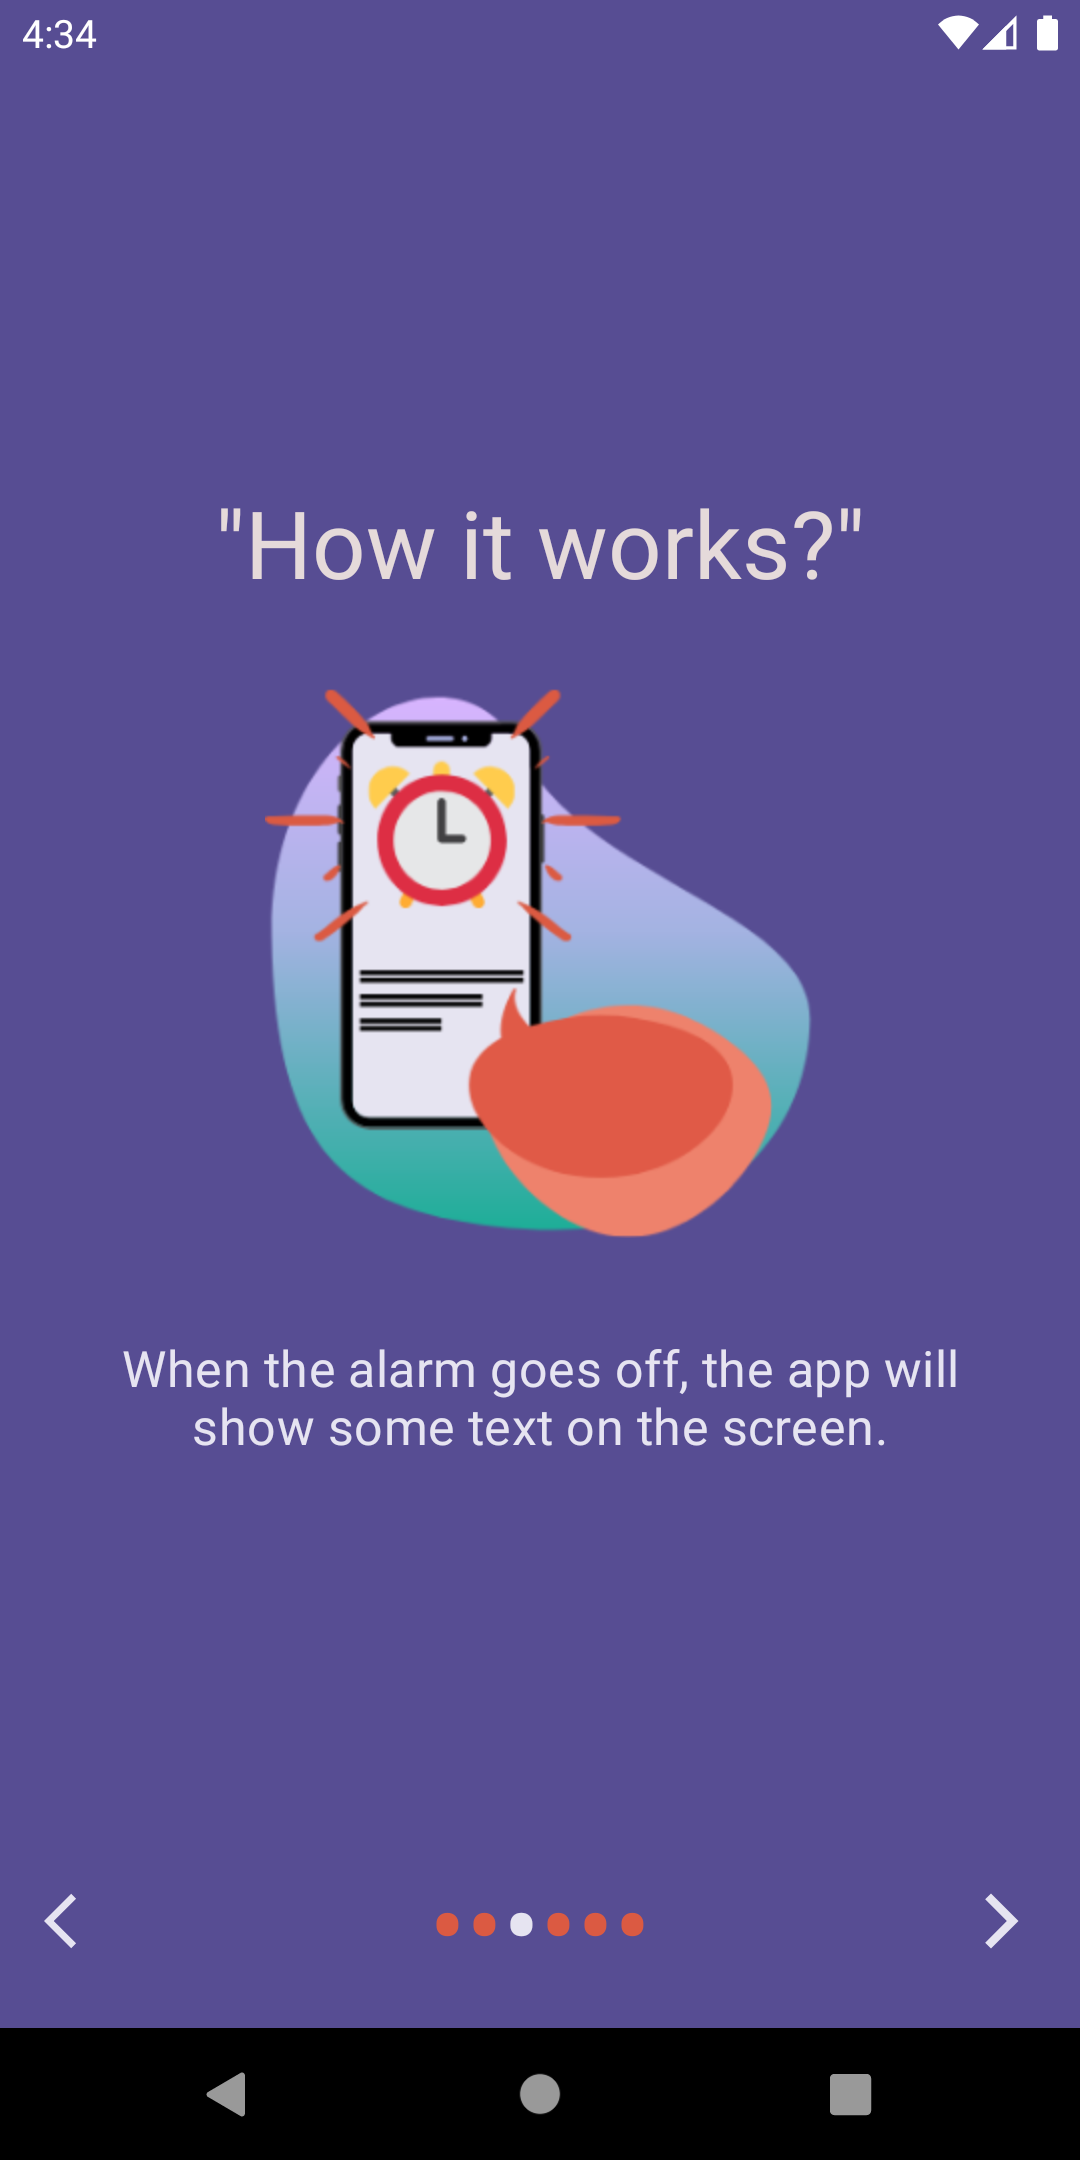 4:34
"How it works?"
When the alarm goes off, the app will
show some text on the screen.